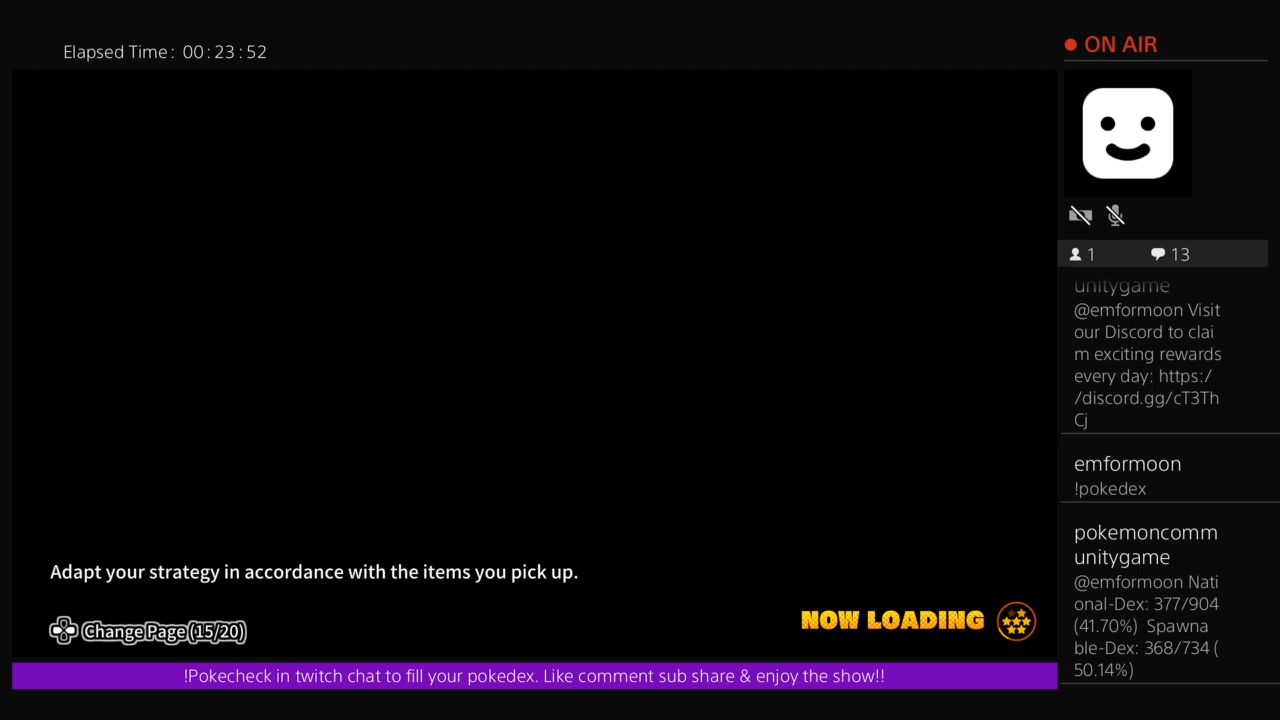 Elapsed Time: 00:23:52
ON AIR
1
13
unitygame
@emformoon Visit
our Discord to clai
m exciting rewards
every day: https:/
/discord.gg/cT3Th
Cj
emformoon
!pokedex
pokemoncomm
unitygame
@emformoon Nati
onal-Dex: 377/904
(41.70%) Spawna
ble-Dex: 368/734 (
50.14%)
Adapt your strategy in accordance with the items you pick up.
Change Page (15/20)
NOW LOADING
!Pokecheck in twitch chat to fill your pokedex. Like comment sub share & enjoy the show!!